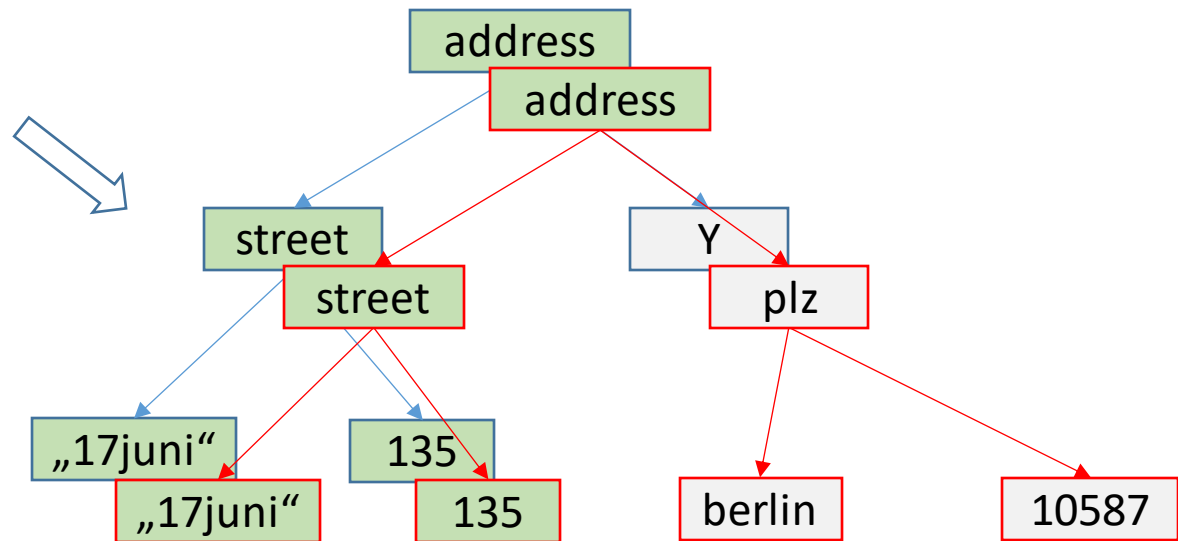 address
address
street
Y
street
plz
„17juni“
135
berlin
10587
„17juni“
135